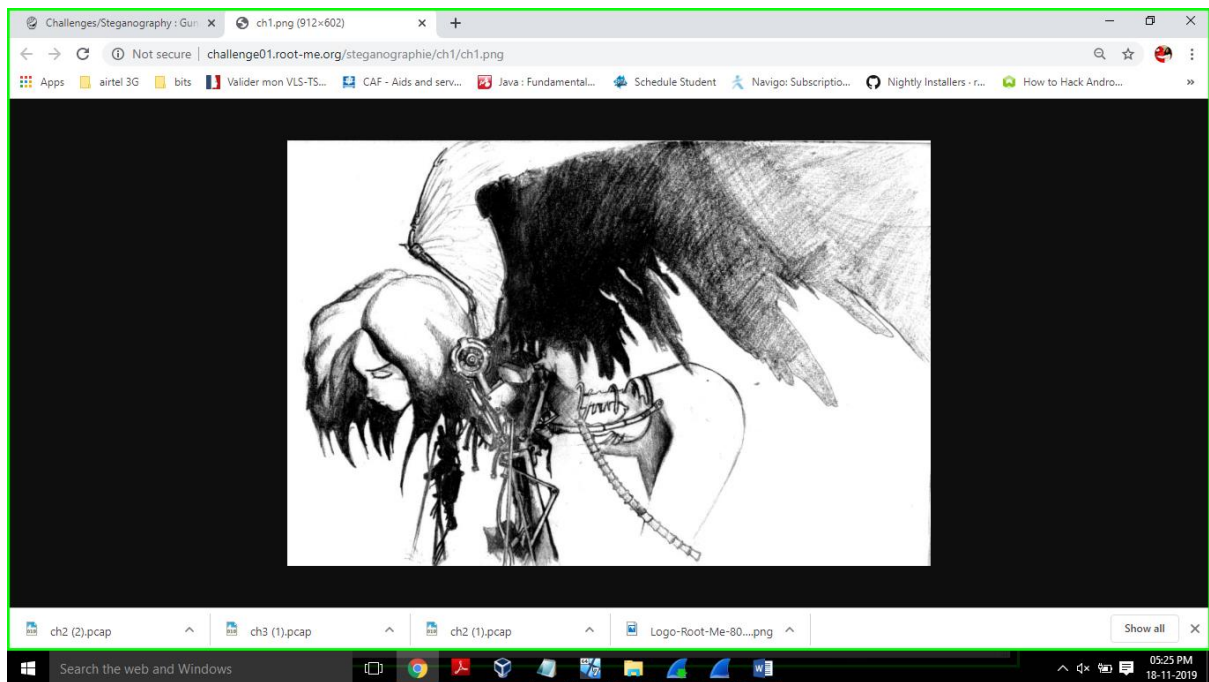 Challenges/Steganography : Gun
ch1.png (912×602)
Not secure | challenge01.root-me.org/steganographie/ch1/ch1.png
Apps airtel 3G bits Valider mon VLS-TS... CAF - Aids and serv... Java : Fundamental... Schedule Student Navigo: Subscriptio... Nightly Installers · r... How to Hack Andro... »
ch2 (2).pcap ch3 (1).pcap ch2 (1).pcap Logo-Root-Me-80....png Show all
Search the web and Windows
05:25 PM
18-11-2019